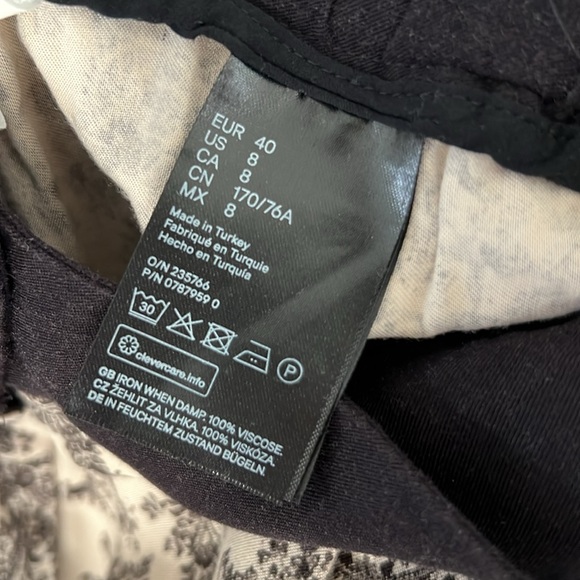 EUR 40
US 8
CA 8
CN 170/76A
MX 8
Made in Turkey
Fabriqué en Turquie
Hecho en Turquía
O/N 235766
P/N 0787959 0
30 P
clevercare.info
GB IRON WHEN DAMP. 100% VISCOSE.
CZ ŽEHLIT ZA VLHKA. 100% VISKÓZA.
DE IN FEUCHTEM ZUSTAND BÜGELN.